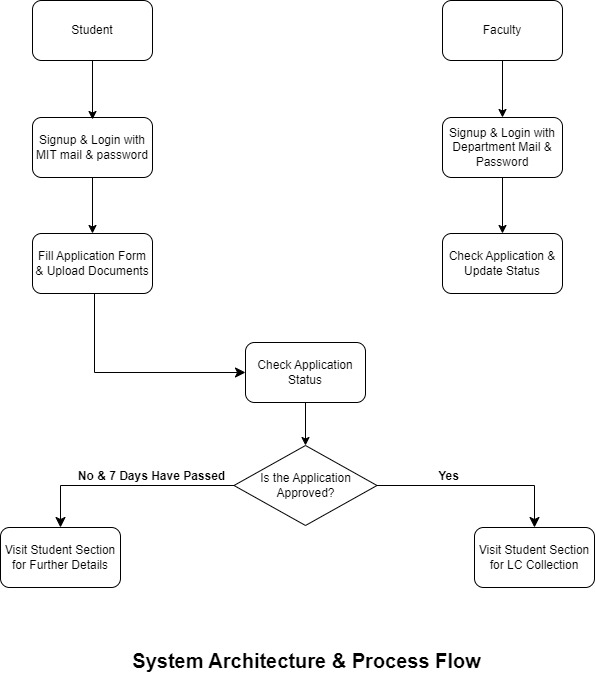 Student
Faculty
Signup & Login with
MIT mail & password
Signup & Login with
Department Mail &
Password
Fill Application Form
& Upload Documents
Check Application &
Update Status
Check Application
Status
Is the Application
Approved?
No & 7 Days Have Passed
Yes
Visit Student Section
for Further Details
Visit Student Section
for LC Collection
System Architecture & Process Flow